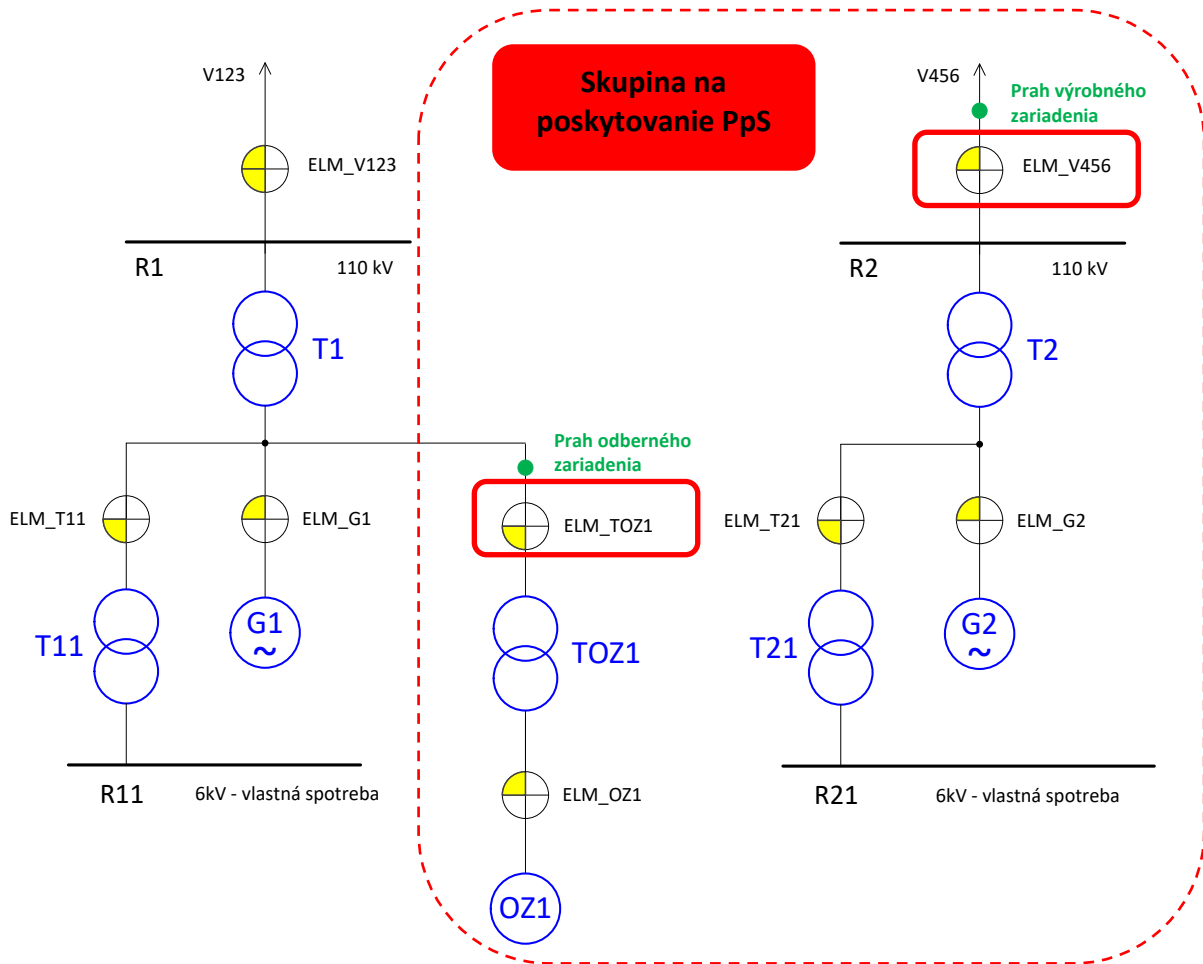 V123
Skupina na
poskytovanie PpS
V456
Prah výrobného
zariadenia
ELM_V123
ELM_V456
R1
110 kV
R2
110 kV
T1
T2
Prah odberného
zariadenia
ELM_T11
ELM_G1
ELM_TOZ1
ELM_T21
ELM_G2
T11
G1
~
TOZ1
T21
G2
~
R11
6kV - vlastná spotreba
ELM_OZ1
R21
6kV - vlastná spotreba
OZ1